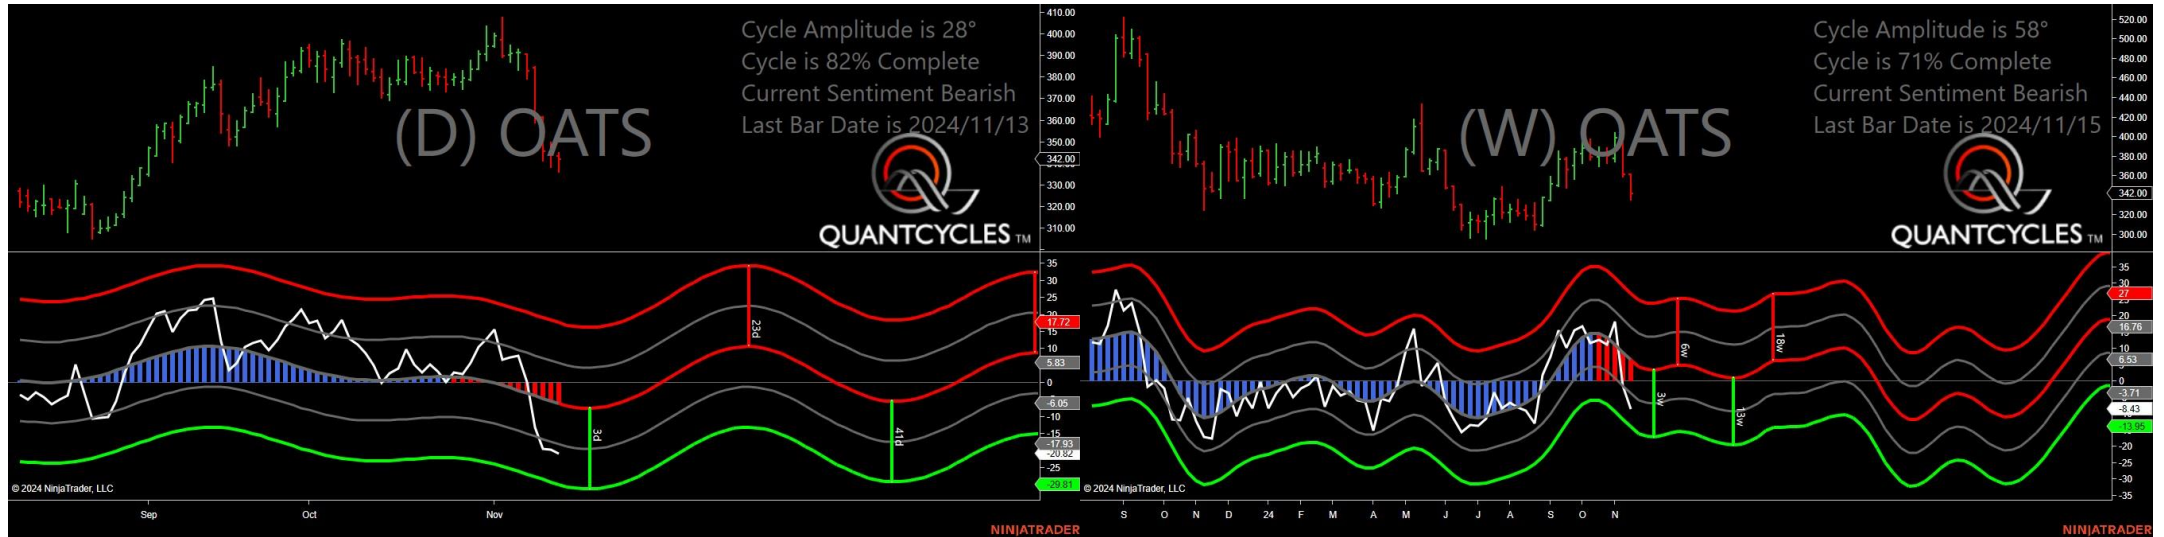 Cycle Amplitude is 28°
Cycle is 82% Complete
Current Sentiment Bearish
Last Bar Date is 2024/11/13
(D) OATS
QUANTCYCLES TM
410.00
400.00
390.00
380.00
370.00
360.00
350.00
342.00
330.00
320.00
310.00
35
30
25
20
17.72
15
10
5.83
0
-6.05
-10
-15
-17.93
-20.82
-25
-29.81
23d
3d
41d
© 2024 NinjaTrader, LLC
Sep
Oct
Nov
NINJATRADER
Cycle Amplitude is 58°
Cycle is 71% Complete
Current Sentiment Bearish
Last Bar Date is 2024/11/15
(W) OATS
QUANTCYCLES TM
520.00
500.00
480.00
460.00
440.00
420.00
400.00
380.00
360.00
342.00
320.00
300.00
35
30
27
20
16.76
10
6.53
0
-3.71
-8.43
-13.95
-20
-25
-30
-35
6w
18w
3w
13w
© 2024 NinjaTrader, LLC
S
O
N
D
24
F
M
A
M
J
J
A
S
O
N
NINJATRADER